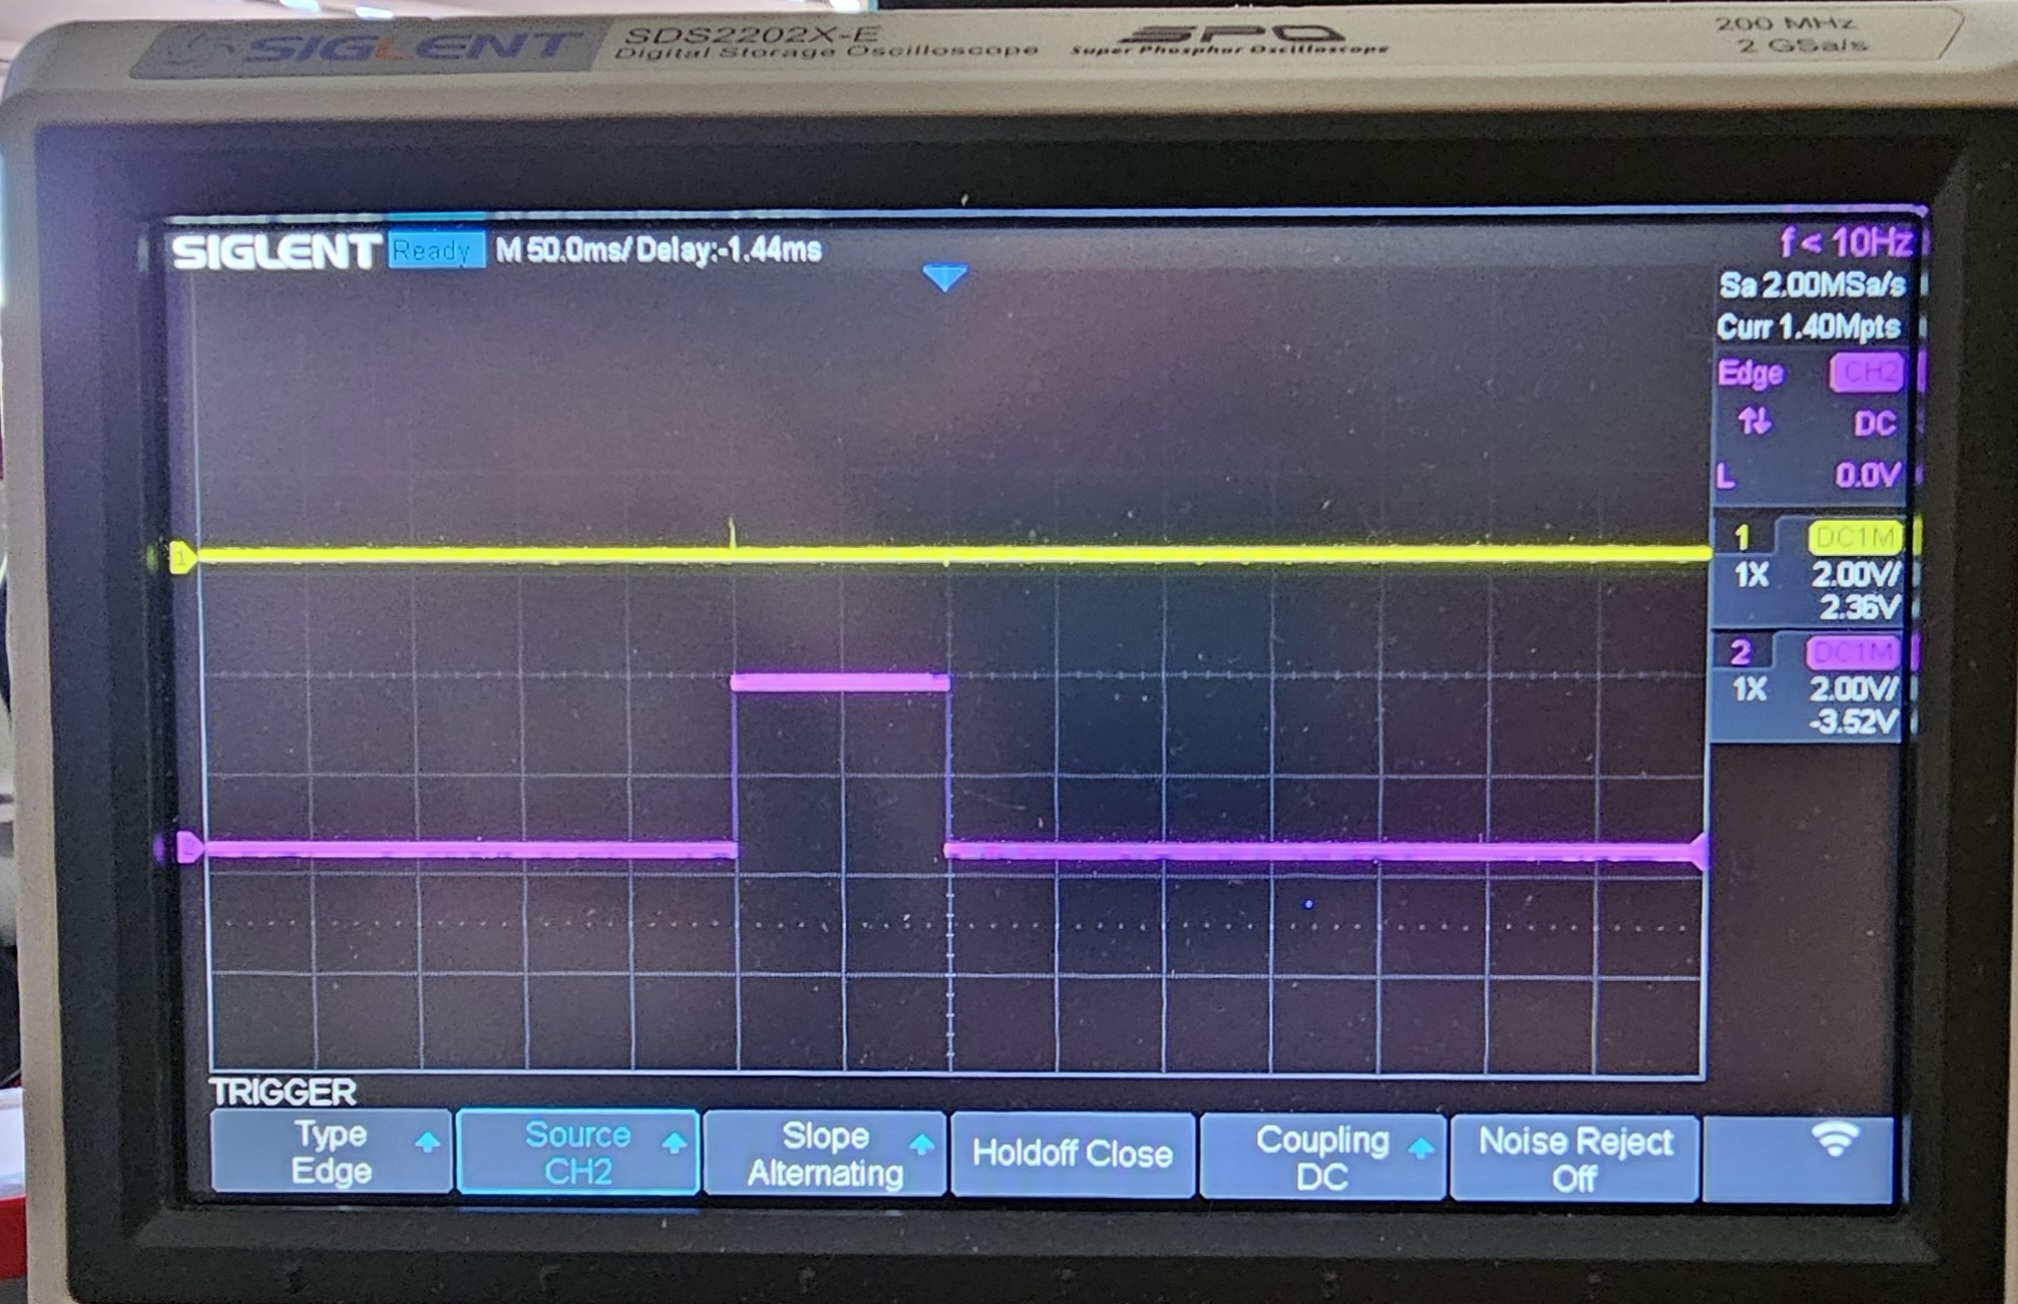 SIGLENT SDS2202X-E SPO 200 MHz
Digital Storage Oscilloscope Super Phosphor Oscilloscope 2 GSa/s
SIGLENT Ready M 50.0ms/ Delay:-1.44ms f < 10Hz
Sa 2.00MSa/s
Curr 1.40Mpts
Edge CH2
DC
L 0.0V
1 DC1M
1X 2.00V/
2.36V
2 DC1M
1X 2.00V/
-3.52V
1
2
TRIGGER
Type
Edge
Source
CH2
Slope
Alternating
Holdoff Close
Coupling
DC
Noise Reject
Off